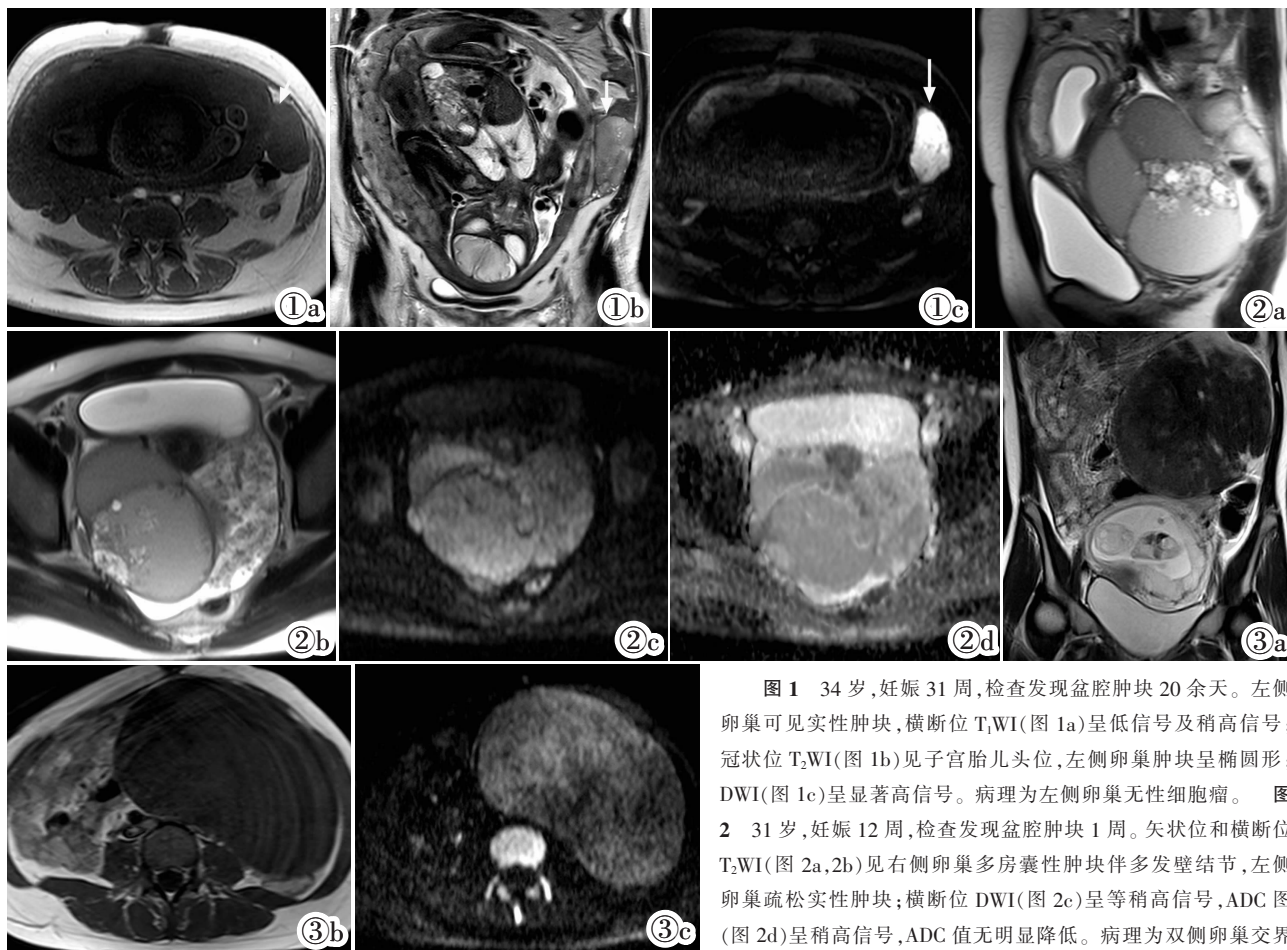 ①a
①b
①c
②a
②b
②c
②d
③a
③b
③c
图 1 34 岁,妊娠 31 周,检查发现盆腔肿块 20 余天。左侧
卵巢可见实性肿块,横断位 T₁WI(图 1a)呈低信号及稍高信号;
冠状位 T₂WI(图 1b)见子宫胎儿头位,左侧卵巢肿块呈椭圆形;
DWI(图 1c)呈显著高信号。病理为左侧卵巢无性细胞瘤。 图
2 31 岁,妊娠 12 周,检查发现盆腔肿块 1 周。矢状位和横断位
T₂WI(图 2a,2b)见右侧卵巢多房囊性肿块伴多发壁结节,左侧
卵巢疏松实性肿块;横断位 DWI(图 2c)呈等稍高信号,ADC 图
(图 2d)呈稍高信号,ADC 值无明显降低。病理为双侧卵巢交界